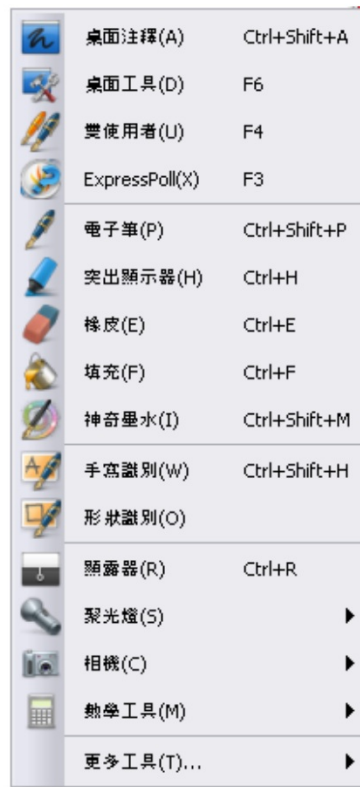 桌面注釋(A) Ctrl+Shift+A
桌面工具(D) F6
雙使用者(U) F4
ExpressPoll(X) F3
電子筆(P) Ctrl+Shift+P
突出顯示器(H) Ctrl+H
橡皮(E) Ctrl+E
填充(F) Ctrl+F
神奇墨水(I) Ctrl+Shift+M
手寫識別(W) Ctrl+Shift+H
形狀識別(O)
顯露器(R) Ctrl+R
聚光燈(S)
相機(C)
數學工具(M)
更多工具(T)...